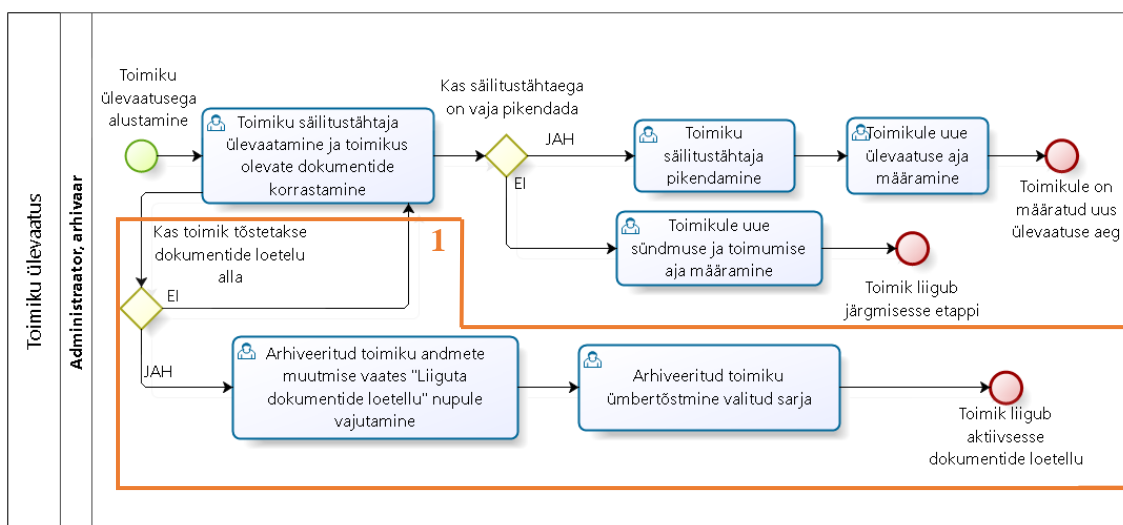 Toimiku ülevaatus
Administraator, arhivaar
Toimiku
ülevaatusega
alustamine
Toimiku säilitustähtaja
ülevaatamine ja toimikus
olevate dokumentide
korrastamine
Kas säilitustähtaega
on vaja pikendada
JAH
EI
Toimiku
säilitustähtaja
pikendamine
Toimikule uue
ülevaatuse aja
määramine
Toimikule on
määratud uus
ülevaatuse aeg
Toimikule uue
sündmuse ja toimumise
aja määramine
Toimik liigub
järgmisesse etappi
1
Kas toimik tõstetakse
dokumentide loetelu
alla
EI
JAH
Arhiveeritud toimiku andmete
muutmise vaates "Liiguta
dokumentide loetellu" nupule
vajutamine
Arhiveeritud toimiku
ümbertõstmine valitud sarja
Toimik liigub
aktiivsesse
dokumentide loetellu